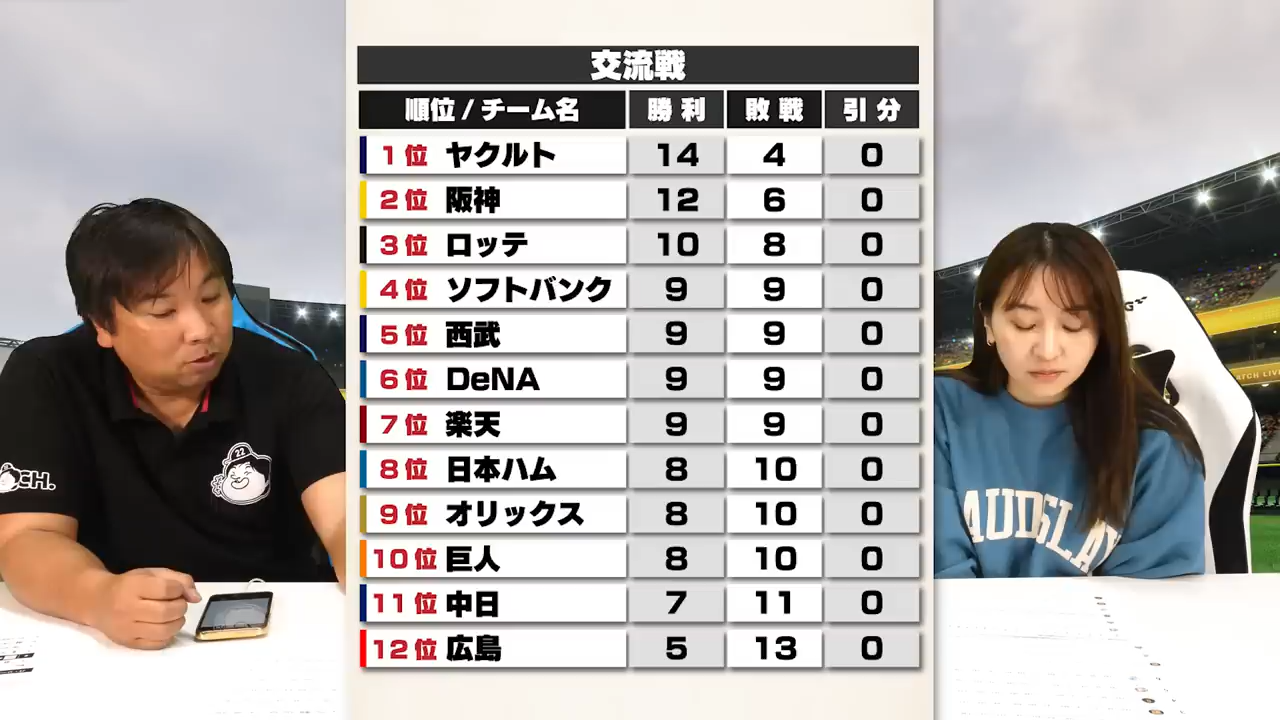 交流戦
順位/チーム名 勝利 敗戦 引分
1位 ヤクルト 14 4 0
2位 阪神 12 6 0
3位 ロッテ 10 8 0
4位 ソフトバンク 9 9 0
5位 西武 9 9 0
6位 DeNA 9 9 0
7位 楽天 9 9 0
8位 日本ハム 8 10 0
9位 オリックス 8 10 0
10位 巨人 8 10 0
11位 中日 7 11 0
12位 広島 5 13 0
22
CH.
AUDSLAY